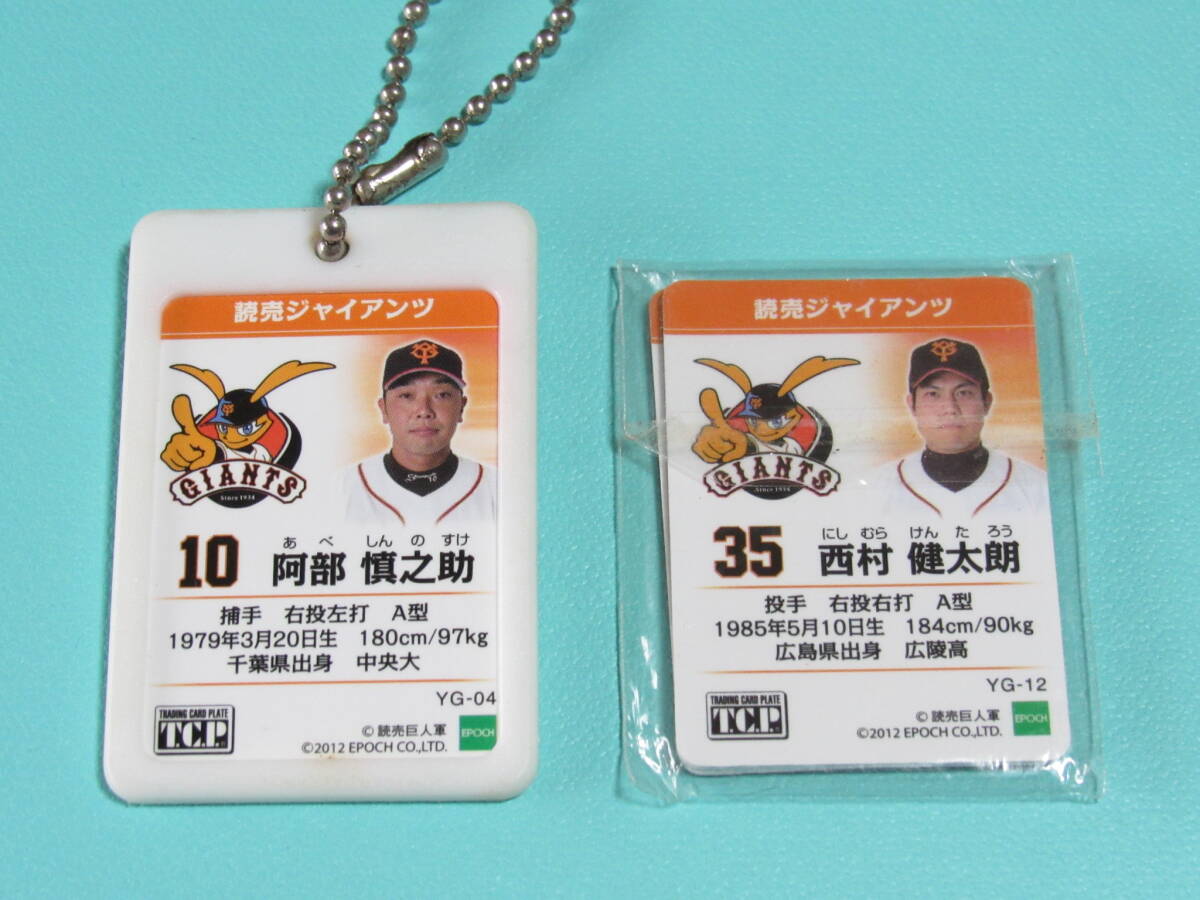 読売ジャイアンツ
GIANTS
Since 1934
あべ しんのすけ
10 阿部 慎之助
捕手 右投左打 A型
1979年3月20日生 180cm/97kg
千葉県出身 中央大
YG-04
TRADING CARD PLATE
T.C.P.
© 読売巨人軍
©2012 EPOCH CO.,LTD.
EPOCH
読売ジャイアンツ
GIANTS
Since 1934
にし むら けん た ろう
35 西村 健太朗
投手 右投右打 A型
1985年5月10日生 184cm/90kg
広島県出身 広陵高
YG-12
TRADING CARD PLATE
T.C.P.
© 読売巨人軍
©2012 EPOCH CO.,LTD.
EPOCH